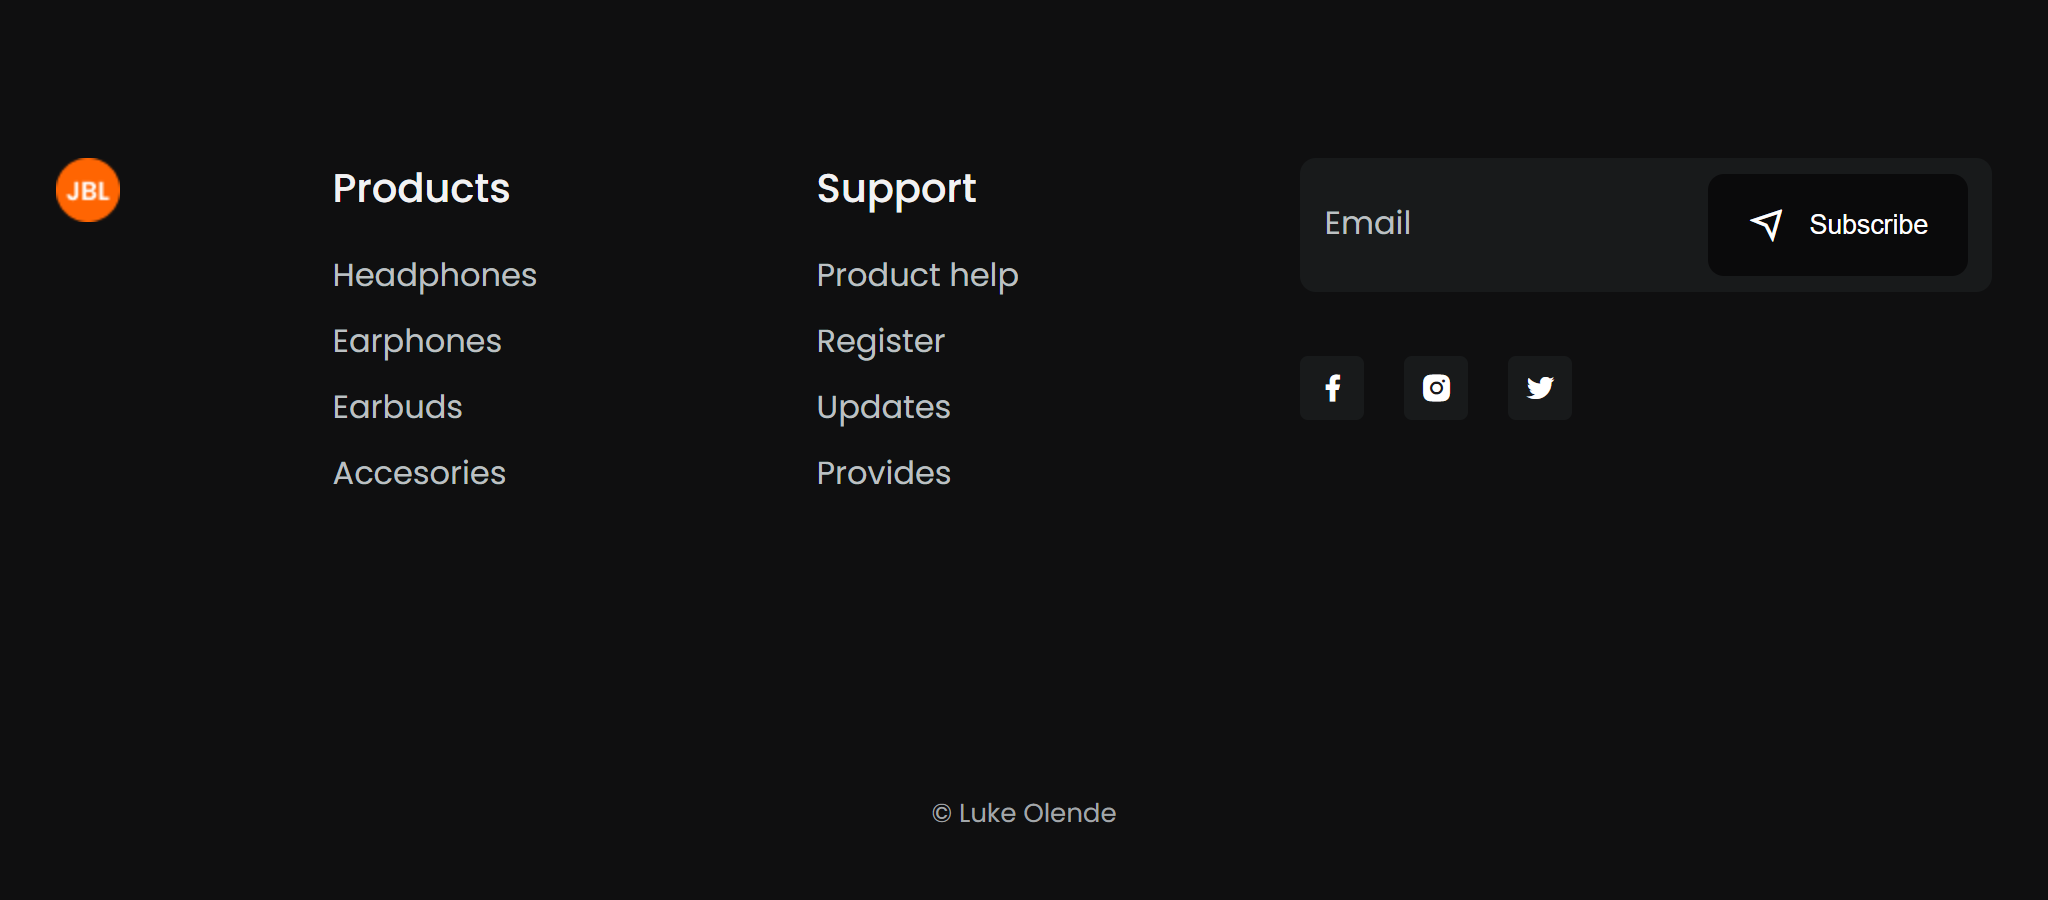 JBL
Products
Headphones
Earphones
Earbuds
Accesories
Support
Product help
Register
Updates
Provides
Email
Subscribe
© Luke Olende